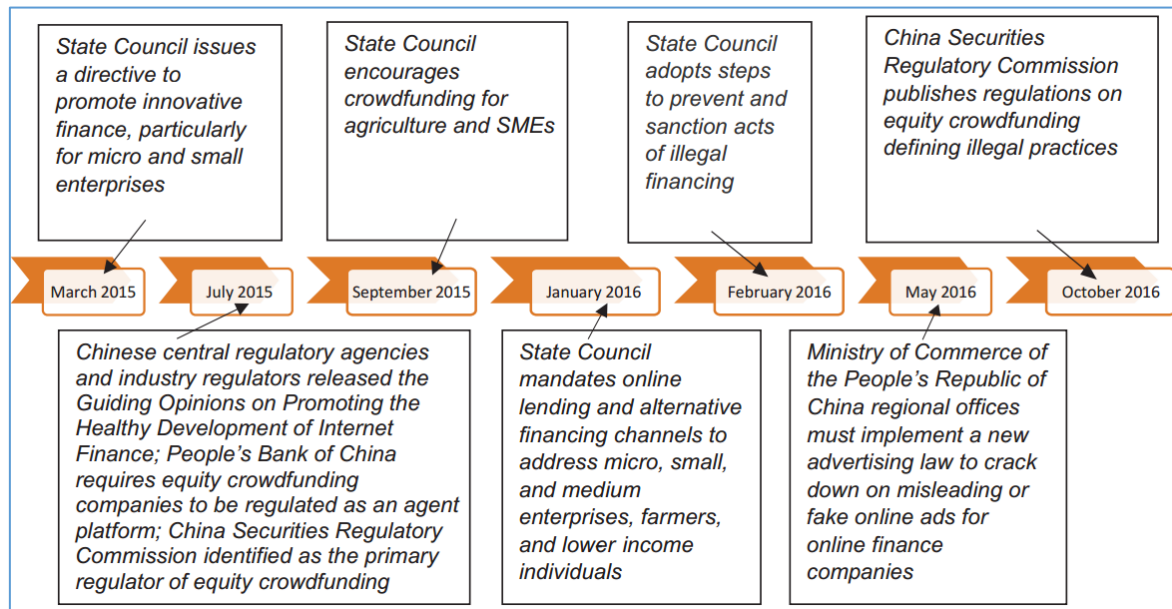 State Council issues
a directive to
promote innovative
finance, particularly
for micro and small
enterprises
State Council
encourages
crowdfunding for
agriculture and SMEs
State Council
adopts steps
to prevent and
sanction acts
of illegal
financing
China Securities
Regulatory Commission
publishes regulations on
equity crowdfunding
defining illegal practices
March 2015
July 2015
September 2015
January 2016
February 2016
May 2016
October 2016
Chinese central regulatory agencies
and industry regulators released the
Guiding Opinions on Promoting the
Healthy Development of Internet
Finance; People's Bank of China
requires equity crowdfunding
companies to be regulated as an agent
platform; China Securities Regulatory
Commission identified as the primary
regulator of equity crowdfunding
State Council
mandates online
lending and alternative
financing channels to
address micro, small,
and medium
enterprises, farmers,
and lower income
individuals
Ministry of Commerce of
the People's Republic of
China regional offices
must implement a new
advertising law to crack
down on misleading or
fake online ads for
online finance
companies